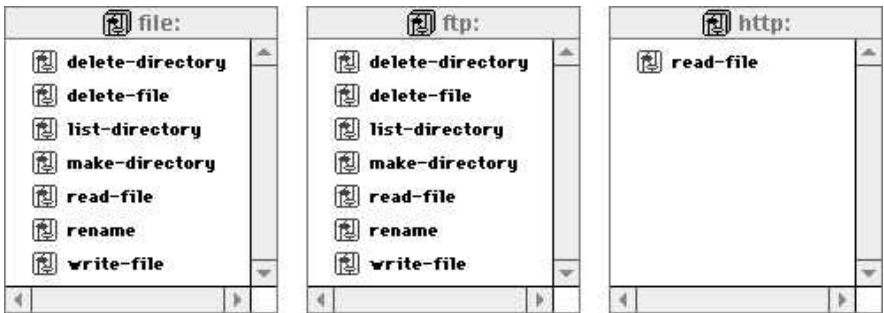 file:
delete-directory
delete-file
list-directory
make-directory
read-file
rename
write-file
ftp:
delete-directory
delete-file
list-directory
make-directory
read-file
rename
write-file
http:
read-file